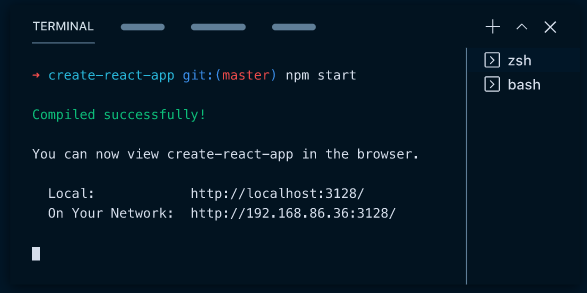 TERMINAL
→ create-react-app git:(master) npm start
Compiled successfully!
You can now view create-react-app in the browser.
Local: http://localhost:3128/
On Your Network: http://192.168.86.36:3128/
zsh
bash